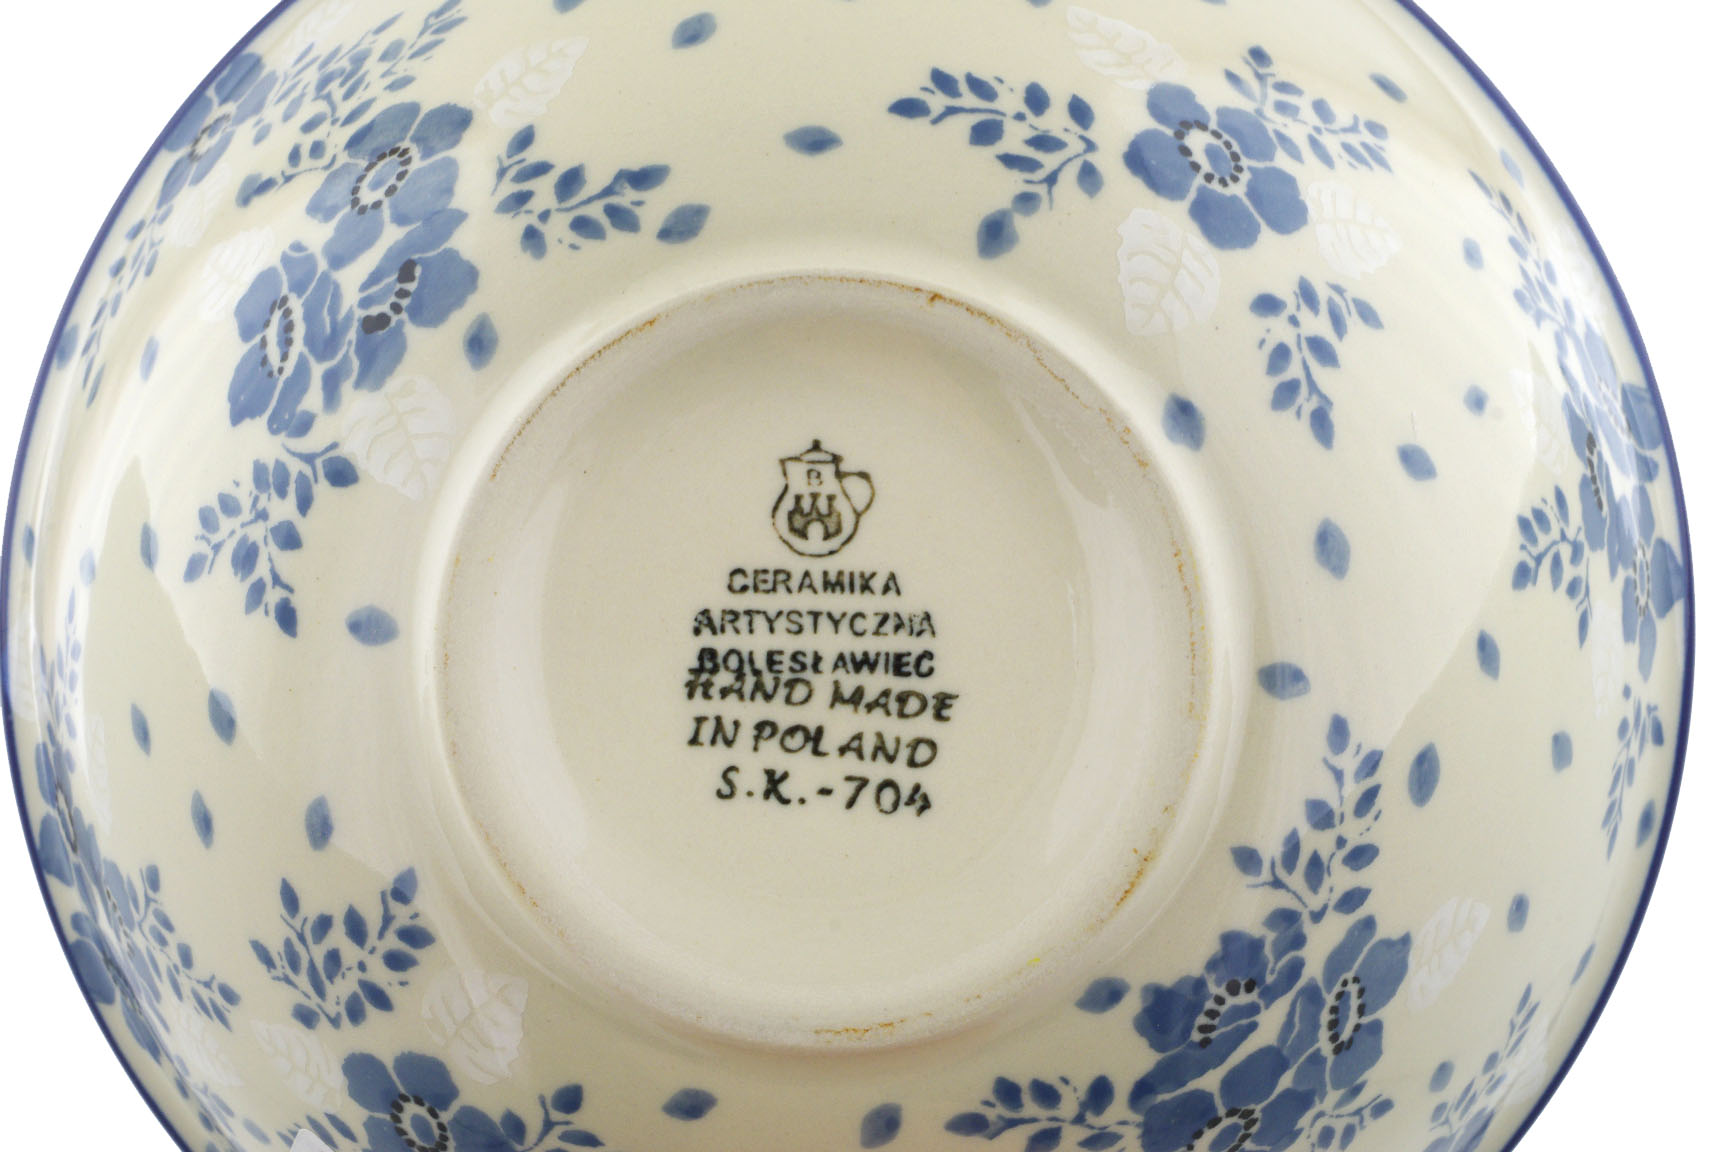 B
CERAMIKA
ARTYSTYCZNA
BOLESŁAWIEC
HAND MADE
IN POLAND
S.K.-704